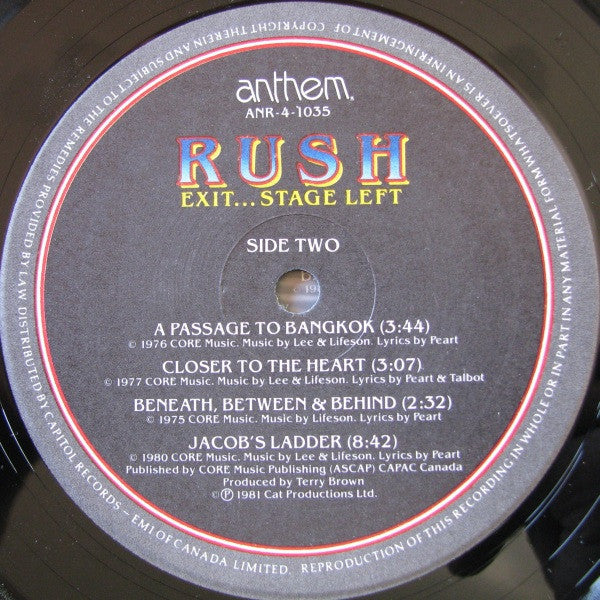 anthem®
ANR-4-1035
RUSH
EXIT... STAGE LEFT
SIDE TWO
A PASSAGE TO BANGKOK (3:44)
© 1976 CORE Music. Music by Lee & Lifeson. Lyrics by Peart
CLOSER TO THE HEART (3:07)
© 1977 CORE Music. Music by Lee & Lifeson. Lyrics by Peart & Talbot
BENEATH, BETWEEN & BEHIND (2:32)
© 1975 CORE Music. Music by Lifeson. Lyrics by Peart
JACOB'S LADDER (8:42)
© 1980 CORE Music. Music by Lee & Lifeson. Lyrics by Peart
Published by CORE Music Publishing (ASCAP) CAPAC Canada
Produced by Terry Brown
©Ⓟ 1981 Cat Productions Ltd.
DISTRIBUTED BY CAPITOL RECORDS – EMI OF CANADA LIMITED. REPRODUCTION OF THIS RECORDING IN WHOLE OR IN PART IN ANY MATERIAL FORM WHATSOEVER IS AN INFRINGEMENT OF COPYRIGHT THEREIN AND SUBJECT TO THE REMEDIES PROVIDED BY LAW.